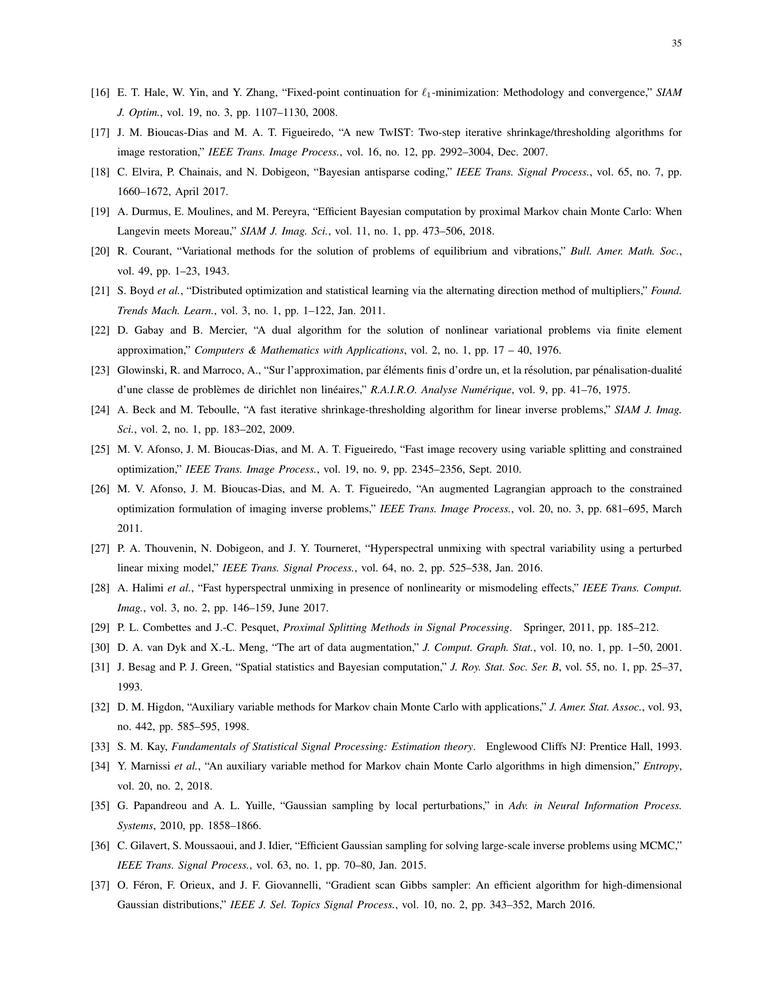 35
[16] E. T. Hale, W. Yin, and Y. Zhang, “Fixed-point continuation for ℓ1-minimization: Methodology and convergence,” SIAM
J. Optim., vol. 19, no. 3, pp. 1107–1130, 2008.
[17] J. M. Bioucas-Dias and M. A. T. Figueiredo, “A new TwIST: Two-step iterative shrinkage/thresholding algorithms for
image restoration,” IEEE Trans. Image Process., vol. 16, no. 12, pp. 2992–3004, Dec. 2007.
[18] C. Elvira, P. Chainais, and N. Dobigeon, “Bayesian antisparse coding,” IEEE Trans. Signal Process., vol. 65, no. 7, pp.
1660–1672, April 2017.
[19] A. Durmus, E. Moulines, and M. Pereyra, “Efficient Bayesian computation by proximal Markov chain Monte Carlo: When
Langevin meets Moreau,” SIAM J. Imag. Sci., vol. 11, no. 1, pp. 473–506, 2018.
[20] R. Courant, “Variational methods for the solution of problems of equilibrium and vibrations,” Bull. Amer. Math. Soc.,
vol. 49, pp. 1–23, 1943.
[21] S. Boyd et al., “Distributed optimization and statistical learning via the alternating direction method of multipliers,” Found.
Trends Mach. Learn., vol. 3, no. 1, pp. 1–122, Jan. 2011.
[22] D. Gabay and B. Mercier, “A dual algorithm for the solution of nonlinear variational problems via finite element
approximation,” Computers & Mathematics with Applications, vol. 2, no. 1, pp. 17 – 40, 1976.
[23] Glowinski, R. and Marroco, A., “Sur l’approximation, par éléments finis d’ordre un, et la résolution, par pénalisation-dualité
d’une classe de problèmes de dirichlet non linéaires,” R.A.I.R.O. Analyse Numérique, vol. 9, pp. 41–76, 1975.
[24] A. Beck and M. Teboulle, “A fast iterative shrinkage-thresholding algorithm for linear inverse problems,” SIAM J. Imag.
Sci., vol. 2, no. 1, pp. 183–202, 2009.
[25] M. V. Afonso, J. M. Bioucas-Dias, and M. A. T. Figueiredo, “Fast image recovery using variable splitting and constrained
optimization,” IEEE Trans. Image Process., vol. 19, no. 9, pp. 2345–2356, Sept. 2010.
[26] M. V. Afonso, J. M. Bioucas-Dias, and M. A. T. Figueiredo, “An augmented Lagrangian approach to the constrained
optimization formulation of imaging inverse problems,” IEEE Trans. Image Process., vol. 20, no. 3, pp. 681–695, March
2011.
[27] P. A. Thouvenin, N. Dobigeon, and J. Y. Tourneret, “Hyperspectral unmixing with spectral variability using a perturbed
linear mixing model,” IEEE Trans. Signal Process., vol. 64, no. 2, pp. 525–538, Jan. 2016.
[28] A. Halimi et al., “Fast hyperspectral unmixing in presence of nonlinearity or mismodeling effects,” IEEE Trans. Comput.
Imag., vol. 3, no. 2, pp. 146–159, June 2017.
[29] P. L. Combettes and J.-C. Pesquet, Proximal Splitting Methods in Signal Processing. Springer, 2011, pp. 185–212.
[30] D. A. van Dyk and X.-L. Meng, “The art of data augmentation,” J. Comput. Graph. Stat., vol. 10, no. 1, pp. 1–50, 2001.
[31] J. Besag and P. J. Green, “Spatial statistics and Bayesian computation,” J. Roy. Stat. Soc. Ser. B, vol. 55, no. 1, pp. 25–37,
1993.
[32] D. M. Higdon, “Auxiliary variable methods for Markov chain Monte Carlo with applications,” J. Amer. Stat. Assoc., vol. 93,
no. 442, pp. 585–595, 1998.
[33] S. M. Kay, Fundamentals of Statistical Signal Processing: Estimation theory. Englewood Cliffs NJ: Prentice Hall, 1993.
[34] Y. Marnissi et al., “An auxiliary variable method for Markov chain Monte Carlo algorithms in high dimension,” Entropy,
vol. 20, no. 2, 2018.
[35] G. Papandreou and A. L. Yuille, “Gaussian sampling by local perturbations,” in Adv. in Neural Information Process.
Systems, 2010, pp. 1858–1866.
[36] C. Gilavert, S. Moussaoui, and J. Idier, “Efficient Gaussian sampling for solving large-scale inverse problems using MCMC,”
IEEE Trans. Signal Process., vol. 63, no. 1, pp. 70–80, Jan. 2015.
[37] O. Féron, F. Orieux, and J. F. Giovannelli, “Gradient scan Gibbs sampler: An efficient algorithm for high-dimensional
Gaussian distributions,” IEEE J. Sel. Topics Signal Process., vol. 10, no. 2, pp. 343–352, March 2016.